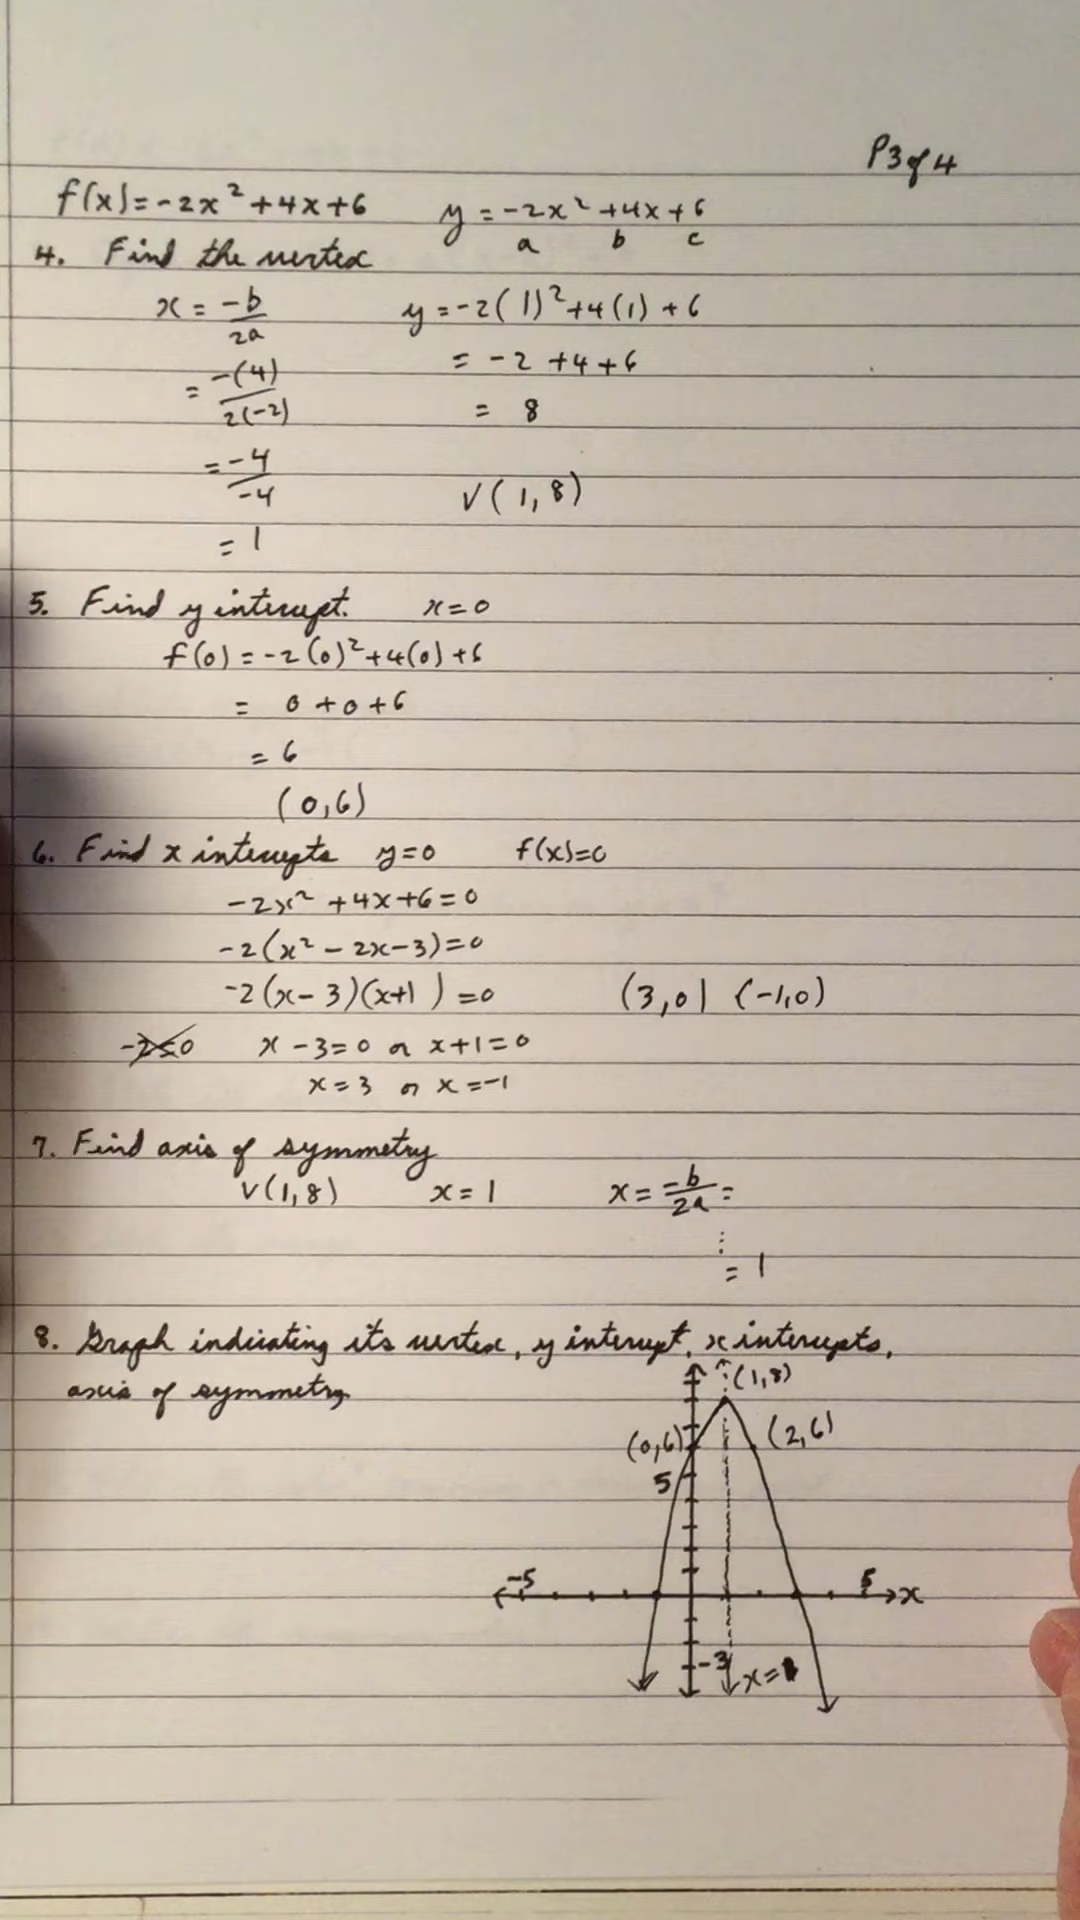 P3 of 4
f(x)=-2x²+4x+6 y=-2x²+4x+6
a b c
4. Find the vertex
x = -b/2a y=-2(1)²+4(1)+6
= -(4)/2(-2) = -2+4+6
= 8
= -4/-4 V(1,8)
= 1
5. Find y intercept. x=0
f(0)=-2(0)²+4(0)+6
= 0+0+6
= 6
(0,6)
6. Find x intercepts y=0 f(x)=0
-2x²+4x+6=0
-2(x²-2x-3)=0
-2(x-3)(x+1)=0 (3,0) (-1,0)
-2=0 x-3=0 or x+1=0
x=3 or x=-1
7. Find axis of symmetry
V(1,8) x=1 x=-b/2a=
⋮
= 1
8. Graph indicating its vertex, y intercept, x intercepts,
axis of symmetry.
(1,8)
(0,6) (2,6)
5
-5 5 x
-3 x=1